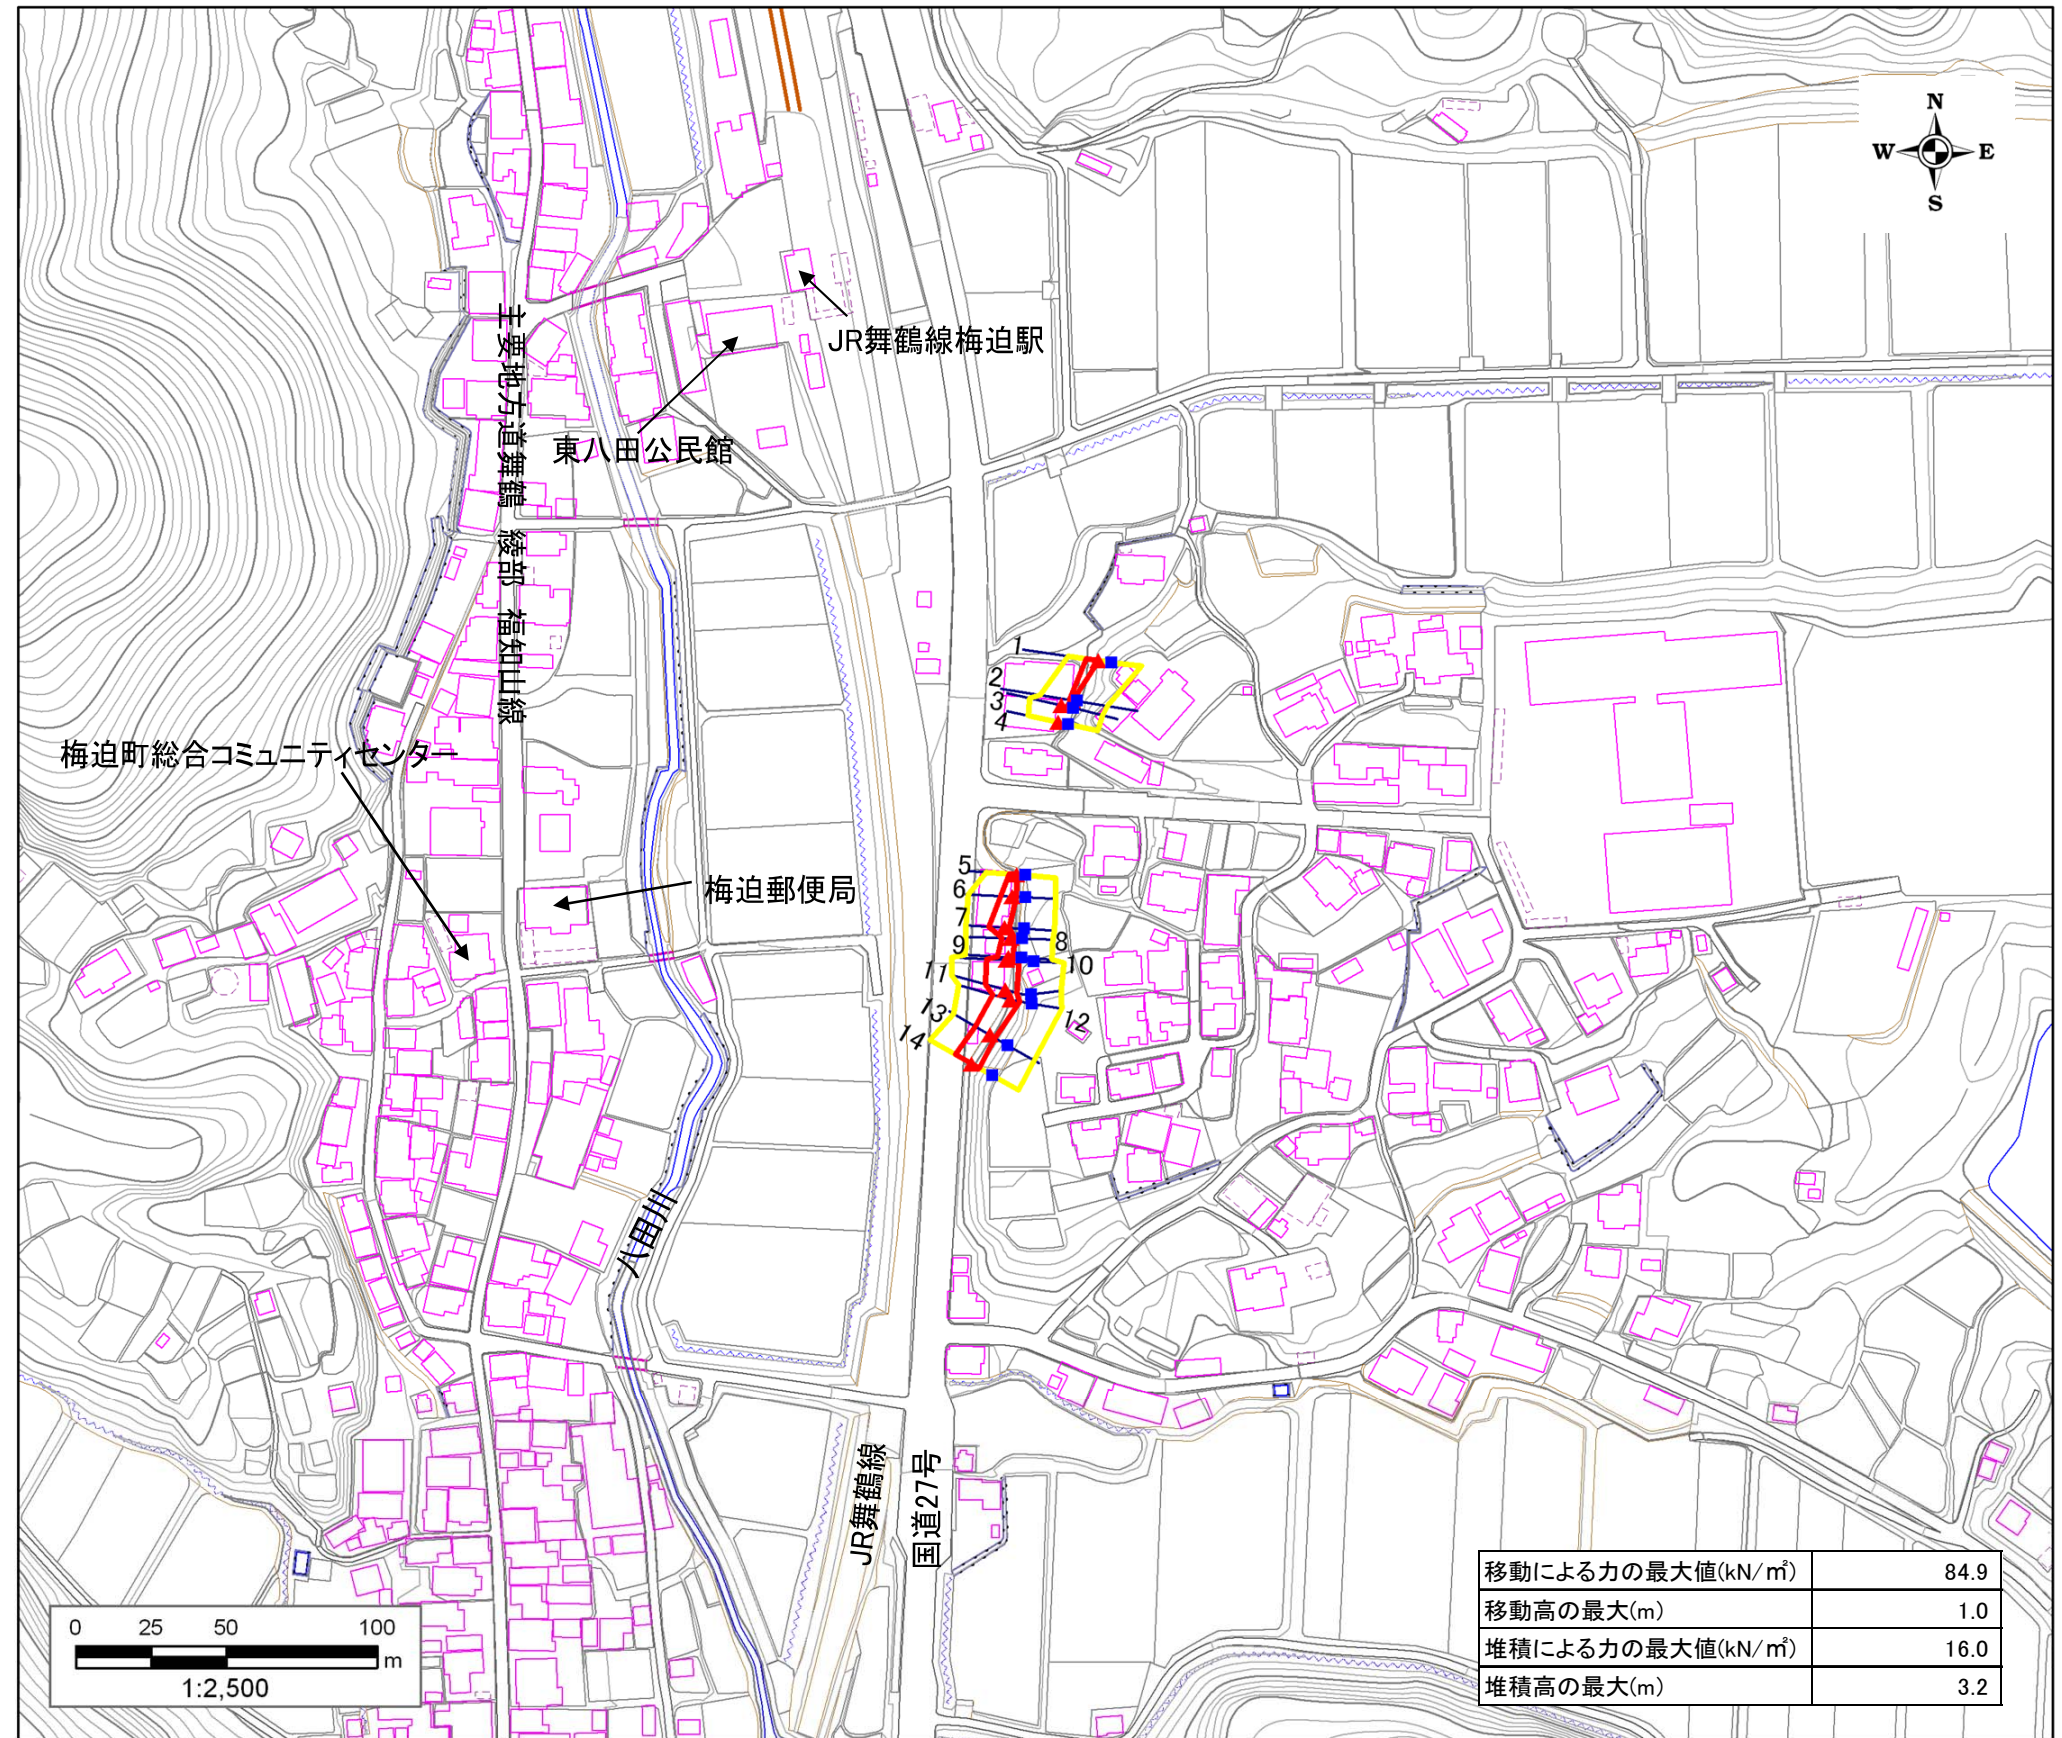 N
W E
S
JR舞鶴線梅迫駅
東八田公民館
主要地方道舞鶴 綾部 福知山線
梅迫町総合コミュニティセンター
梅迫郵便局
1
2
3
4
5
6
7
8
9
10
11
12
13
14
八田川
JR舞鶴線
国道27号
移動による力の最大値(kN/㎡) 84.9
移動高の最大(m) 1.0
堆積による力の最大値(kN/㎡) 16.0
堆積高の最大(m) 3.2
0 25 50 100
m
1:2,500